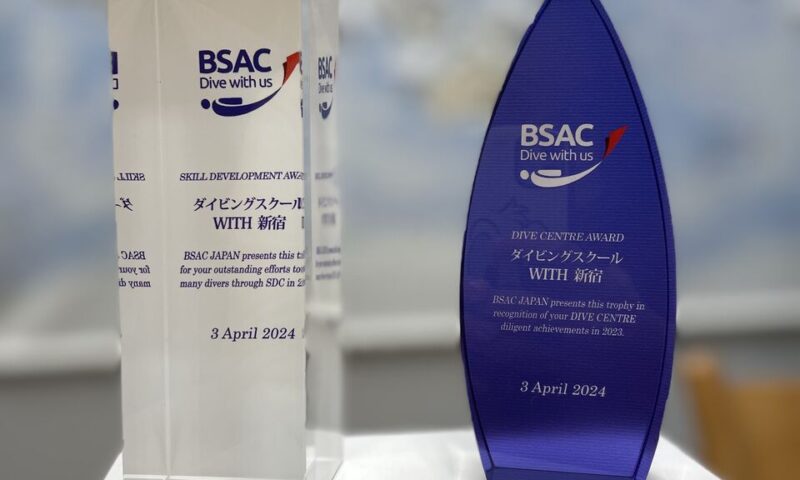 BSAC
Dive with us
SKILL DEVELOPMENT
ダイビングスクール
WITH 新宿
BSAC JAPAN presents this
for your outstanding efforts
many divers through SDC in
3 April 2024
BSAC
BSAC
Dive with us
DIVE CENTRE AWARD
ダイビングスクール
WITH 新宿
BSAC JAPAN presents this trophy in
recognition of your DIVE CENTRE
diligent achievements in 2023.
3 April 2024